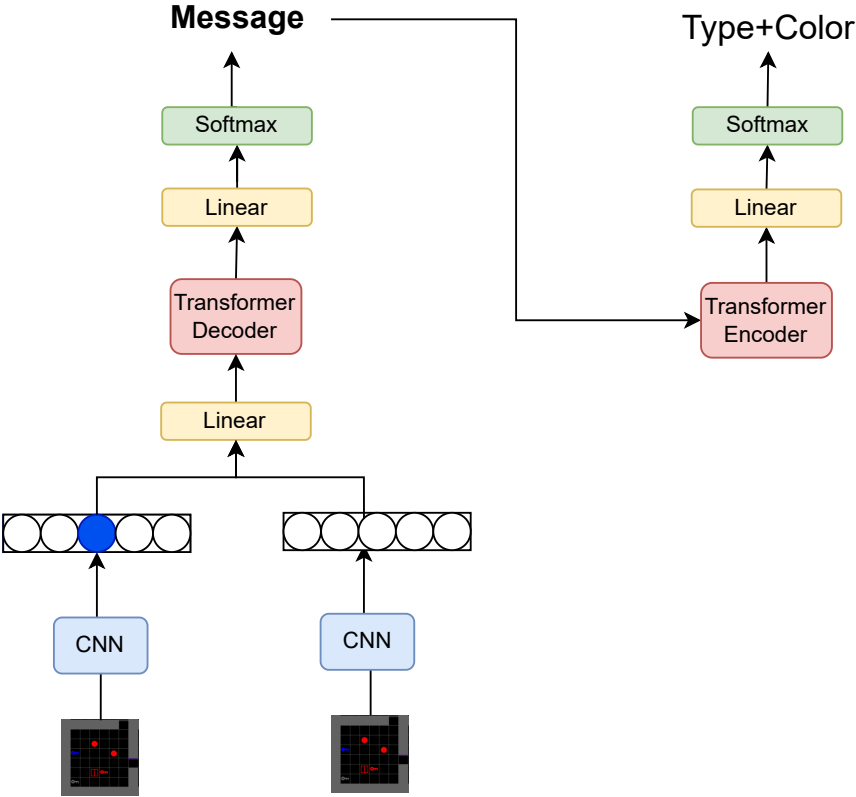 Message
Type+Color
Softmax
Softmax
Linear
Linear
Transformer
Decoder
Transformer
Encoder
Linear
CNN
CNN